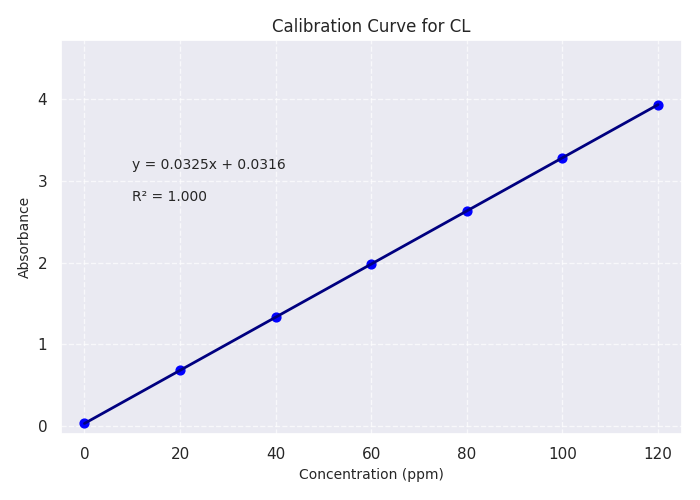 Calibration Curve for CL
4
y = 0.0325x + 0.0316
3
R² = 1.000
Absorbance
2
1
0
0 20 40 60 80 100 120
Concentration (ppm)